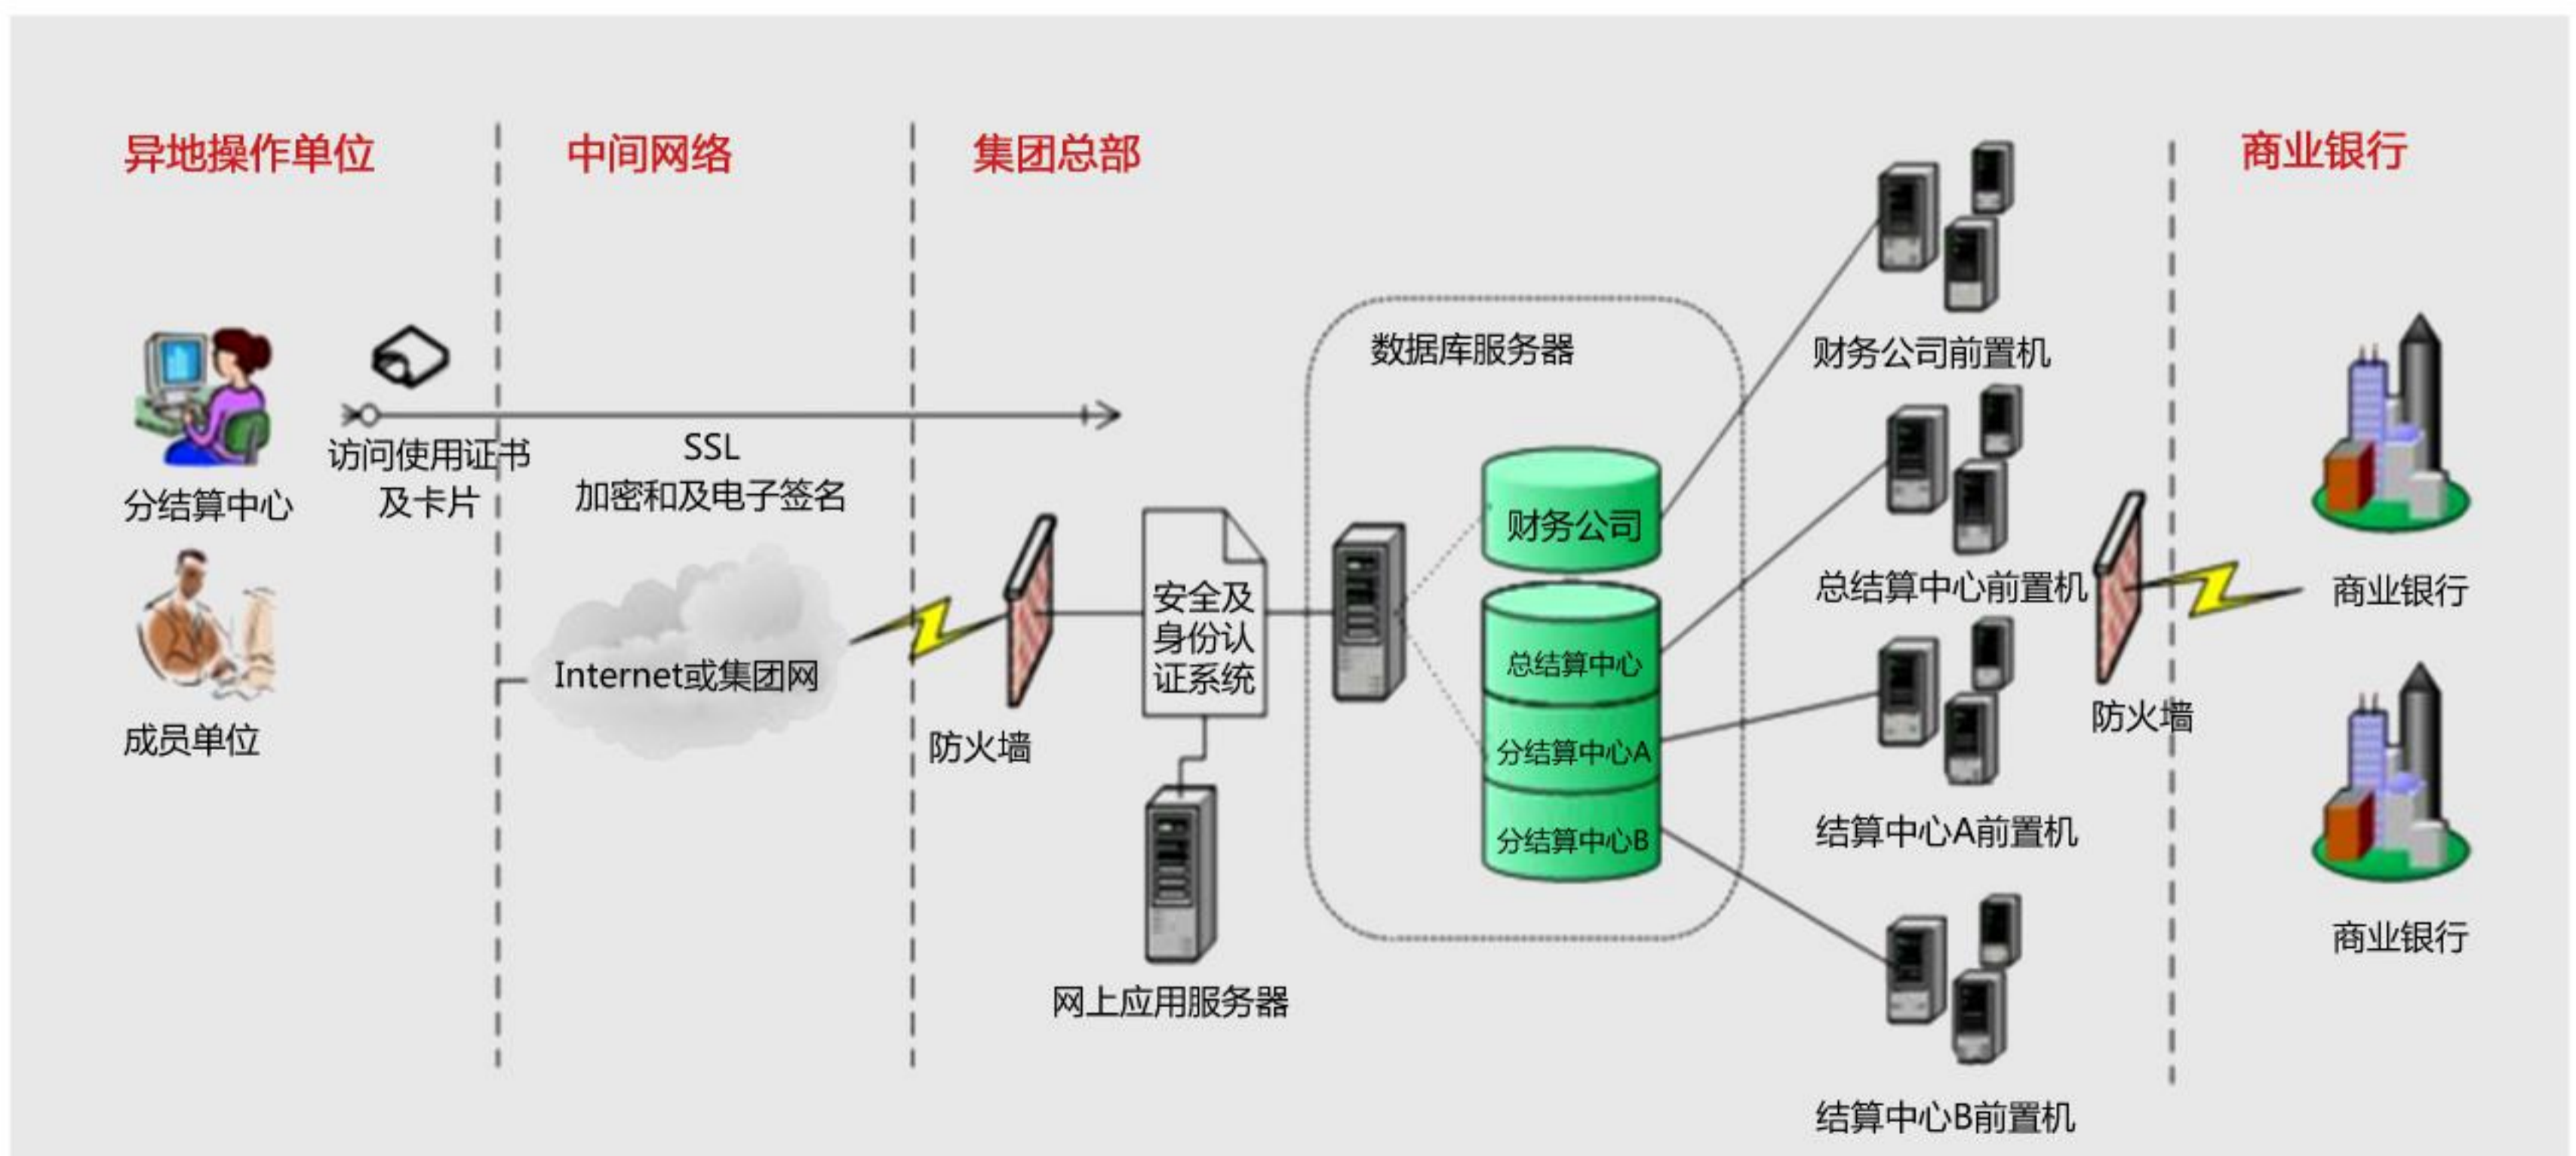 异地操作单位
中间网络
集团总部
商业银行
分结算中心
访问使用证书
及卡片
成员单位
SSL
加密和及电子签名
Internet或集团网
防火墙
安全及
身份认
证系统
网上应用服务器
数据库服务器
财务公司
总结算中心
分结算中心A
分结算中心B
财务公司前置机
总结算中心前置机
结算中心A前置机
结算中心B前置机
防火墙
商业银行
商业银行